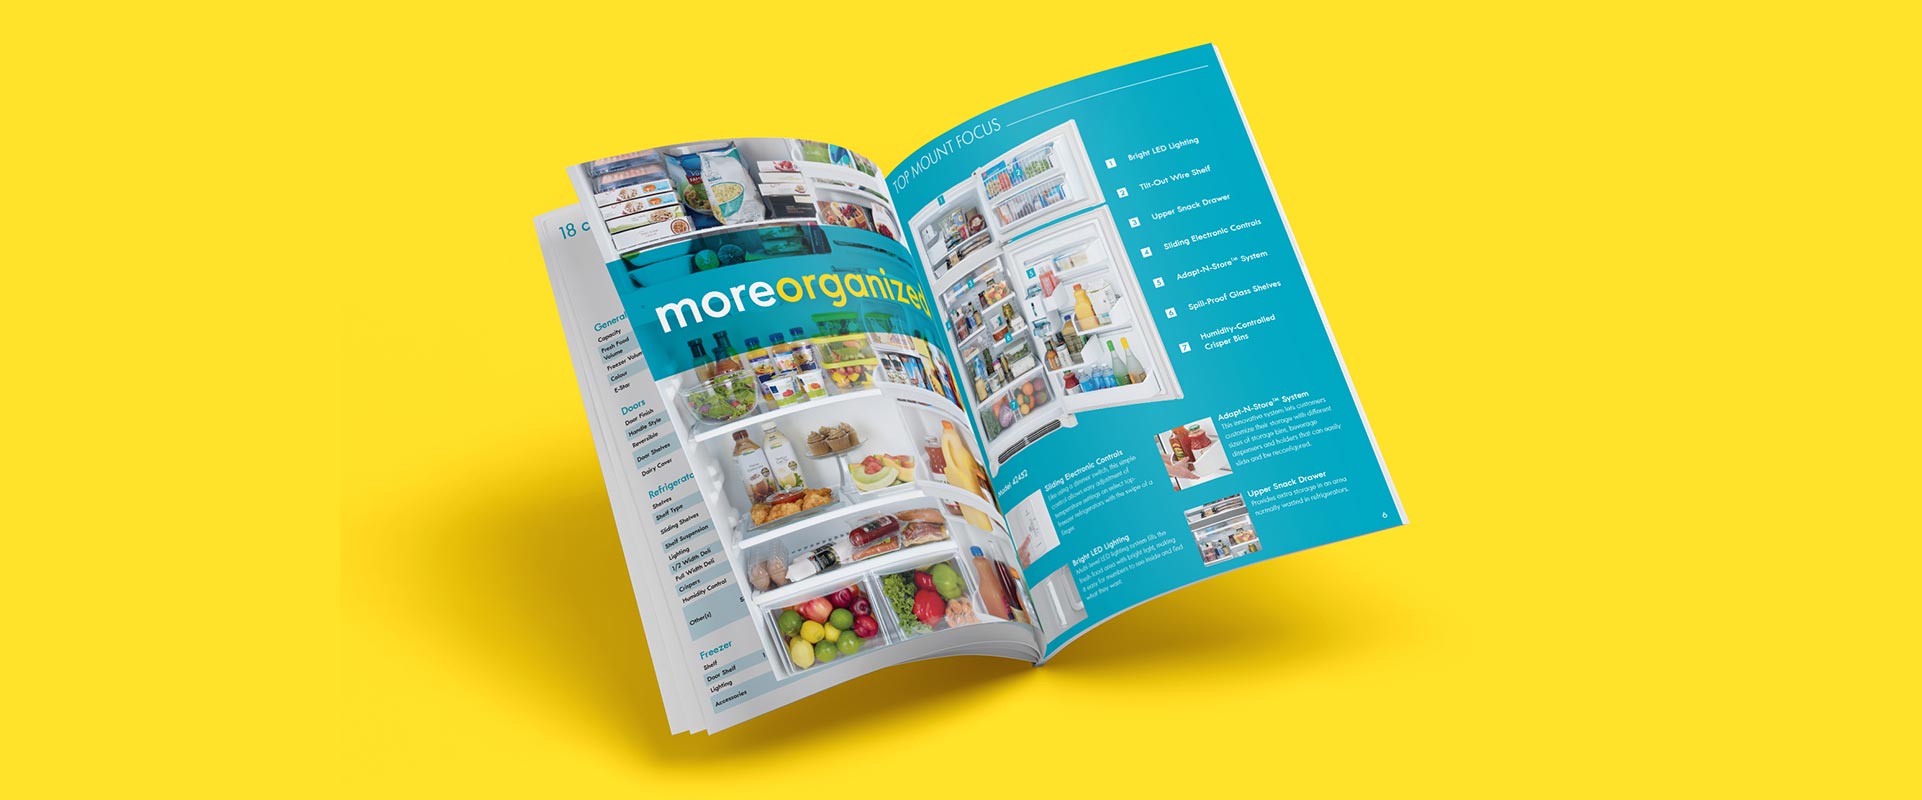 18 c
General
Capacity
Fresh Food
Volume
Freezer Volum
Colour
E-Star
Doors
Door Finish
Handle Style
Reversible
Door Shelves
Dairy Cover
Refrigerato
Shelves
Shelf Type
Sliding Shelves
Shelf Suspension
Lighting
1/2 Width Deli
Full Width Deli
Crispers
Humidity Control
Other(s)
Freezer
Shelf
Door Shelf
Lighting
Accessories
moreorganized
TOP MOUNT FOCUS
1 Bright LED Lighting
2 Tilt-Out Wire Shelf
3 Upper Snack Drawer
4 Sliding Electronic Controls
5 Adapt-N-Store™ System
6 Spill-Proof Glass Shelves
7 Humidity-Controlled
Crisper Bins
Model 42452
Sliding Electronic Controls
Like using a dimmer switch, this simple
control allows easy adjustment of
temperature settings on select top-
freezer refrigerators with the swipe of a
finger.
Bright LED Lighting
Multi-level LED lighting system fills the
fresh food area with bright light, making
it easy for members to see inside and find
what they want.
Adapt-N-Store™ System
This innovative system lets customers
customize their storage with different
sizes of storage bins, beverage
dispensers and holders that can easily
slide and be reconfigured.
Upper Snack Drawer
Provides extra storage in an area
normally wasted in refrigerators.
6